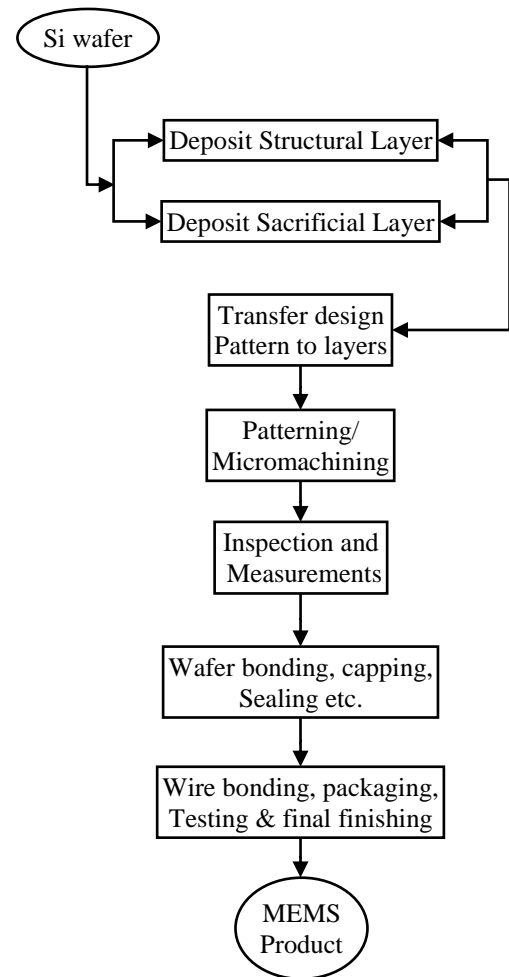 Si wafer
Deposit Structural Layer
Deposit Sacrificial Layer
Transfer design
Pattern to layers
Patterning/
Micromachining
Inspection and
Measurements
Wafer bonding, capping,
Sealing etc.
Wire bonding, packaging,
Testing & final finishing
MEMS
Product